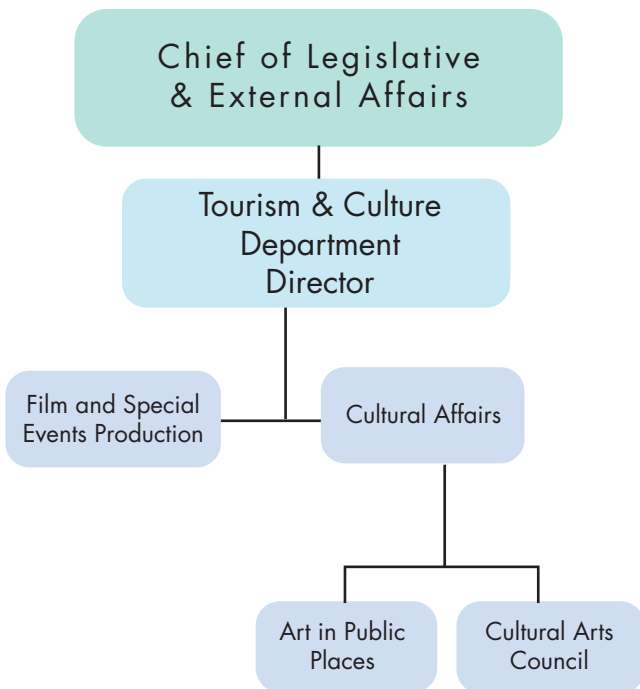 Chief of Legislative
& External Affairs
Tourism & Culture
Department
Director
Film and Special
Events Production
Cultural Affairs
Art in Public
Places
Cultural Arts
Council